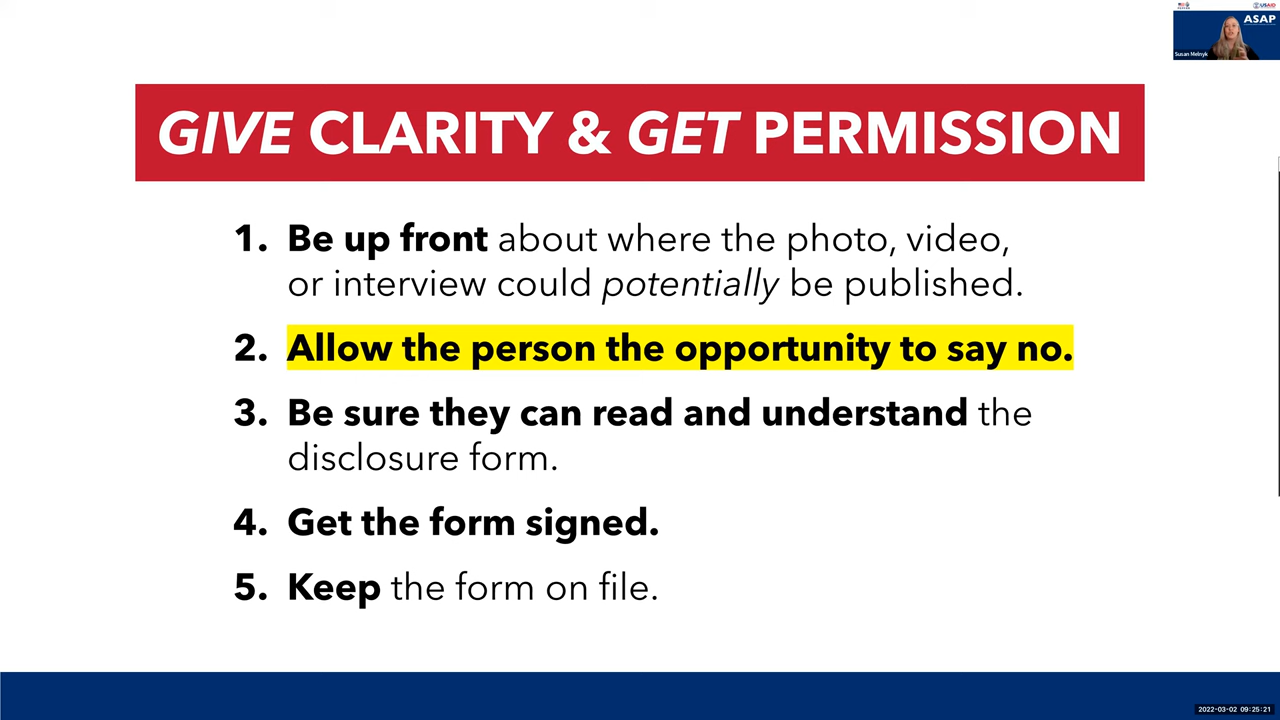 USAID
ASAP
Susan Melnyk
GIVE CLARITY & GET PERMISSION
1. Be up front about where the photo, video,
or interview could potentially be published.
2. Allow the person the opportunity to say no.
3. Be sure they can read and understand the
disclosure form.
4. Get the form signed.
5. Keep the form on file.
2022-03-02 09:25:21